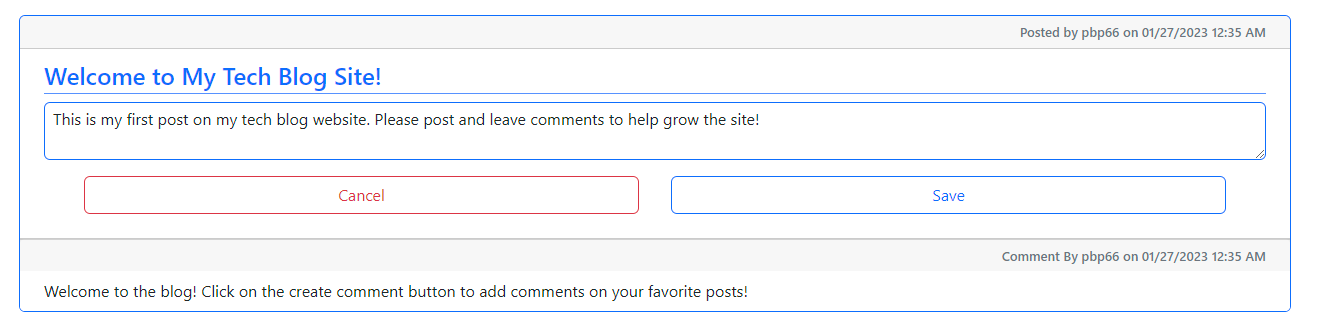 Posted by pbp66 on 01/27/2023 12:35 AM
Welcome to My Tech Blog Site!
This is my first post on my tech blog website. Please post and leave comments to help grow the site!
Cancel Save
Comment By pbp66 on 01/27/2023 12:35 AM
Welcome to the blog! Click on the create comment button to add comments on your favorite posts!